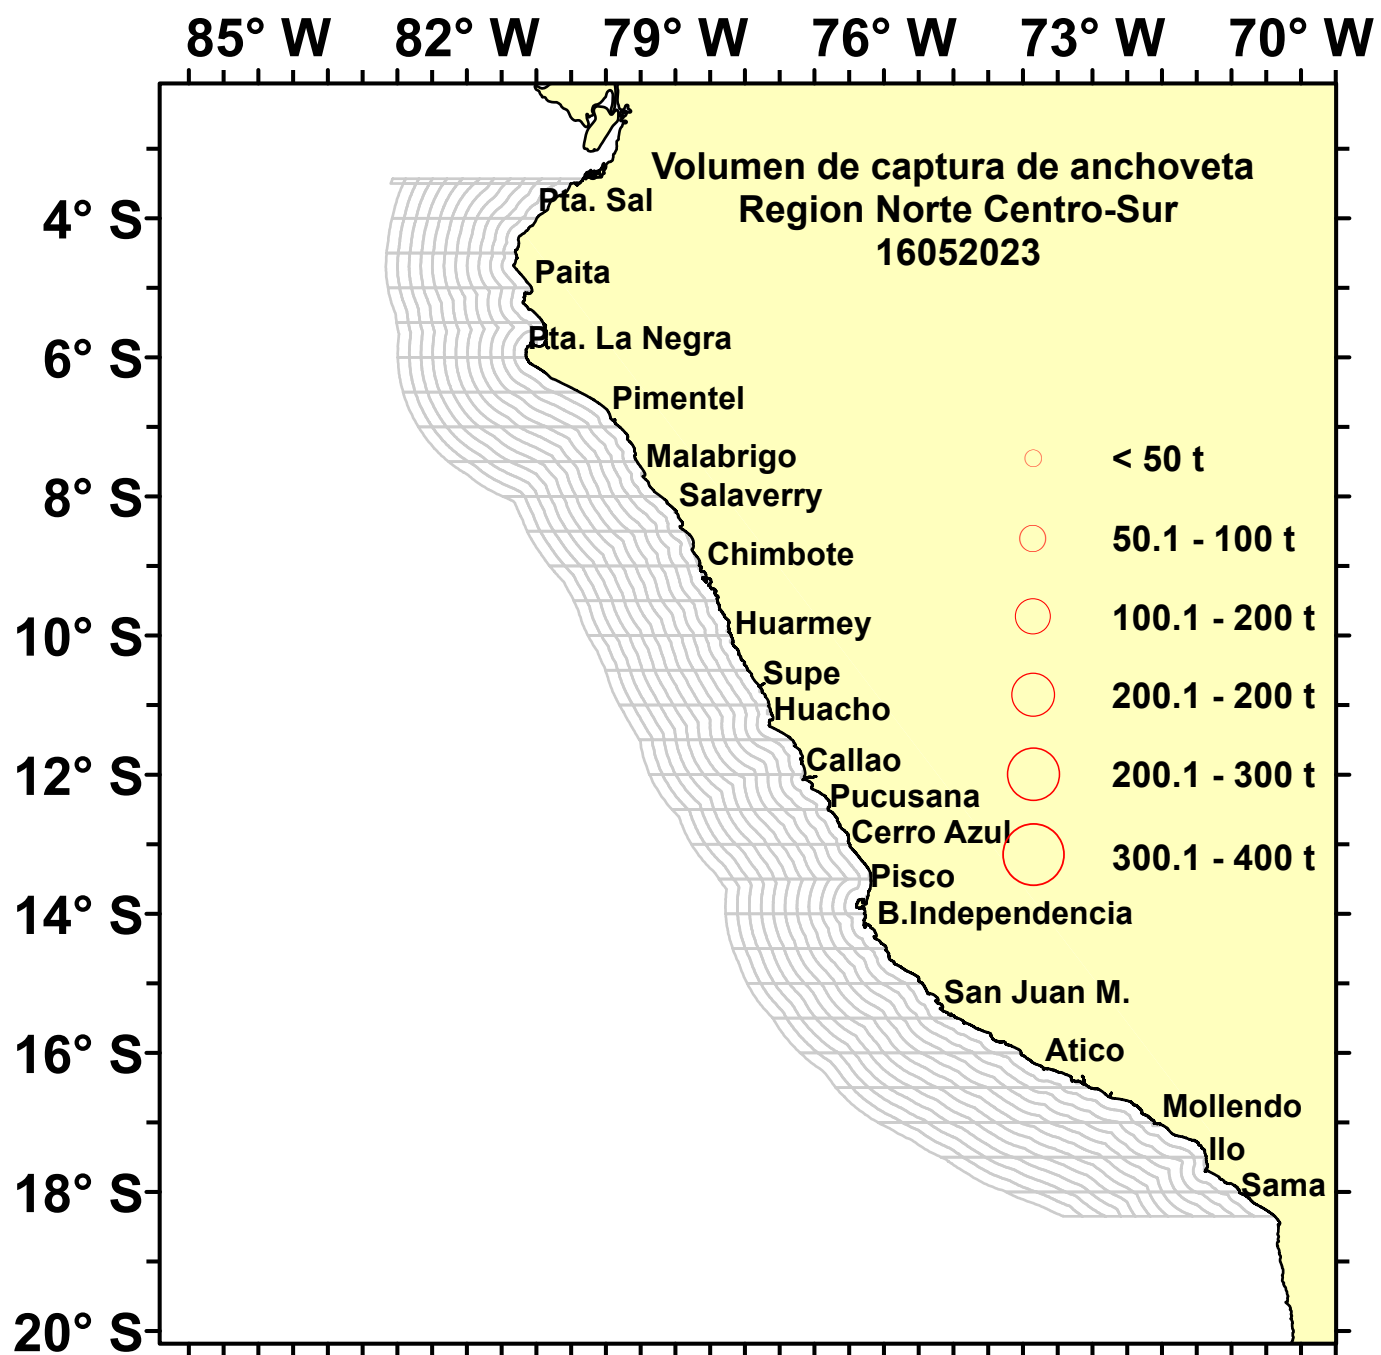 85° W 82° W 79° W 76° W 73° W 70° W
Volumen de captura de anchoveta
Region Norte Centro-Sur
16052023
4° S
6° S
8° S
10° S
12° S
14° S
16° S
18° S
20° S
Pta. Sal
Paita
Pta. La Negra
Pimentel
Malabrigo
Salaverry
Chimbote
Huarmey
Supe
Huacho
Callao
Pucusana
Cerro Azul
Pisco
B.Independencia
San Juan M.
Atico
Mollendo
Ilo
Sama
< 50 t
50.1 - 100 t
100.1 - 200 t
200.1 - 200 t
200.1 - 300 t
300.1 - 400 t